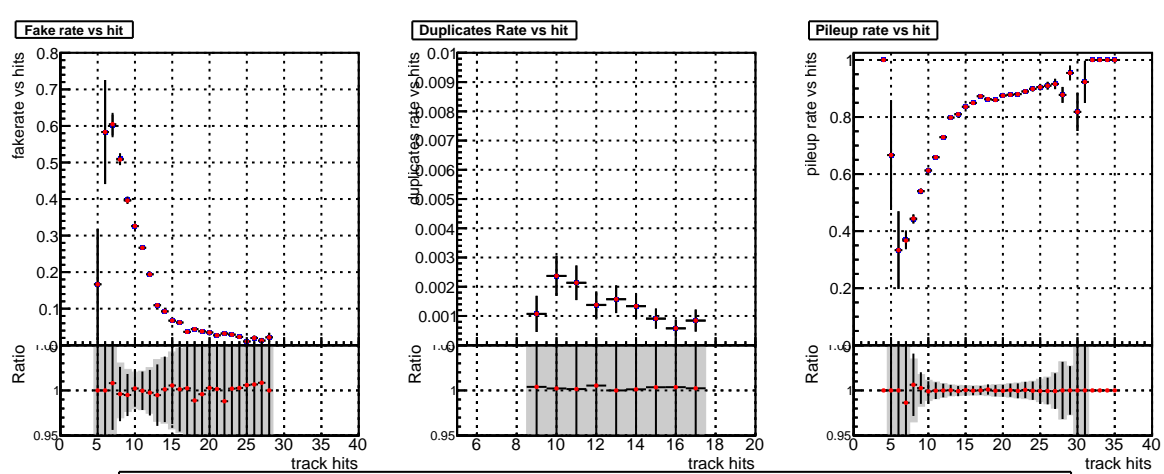 Fake rate vs hit
fakerate vs hits
0.8
0.7
0.6
0.5
0.4
0.3
0.2
0.1
Ratio
1
0.95
0 5 10 15 20 25 30 35 40
track hits
Duplicates Rate vs hit
duplicates rate vs hits
0.01
0.009
0.008
0.007
0.006
0.005
0.004
0.003
0.002
0.001
Ratio
1
0.95
6 8 10 12 14 16 18 20
track hits
Pileup rate vs hit
pileup rate vs hits
1
0.8
0.6
0.4
0.2
Ratio
1
0.95
0 5 10 15 20 25 30 35 40
track hits